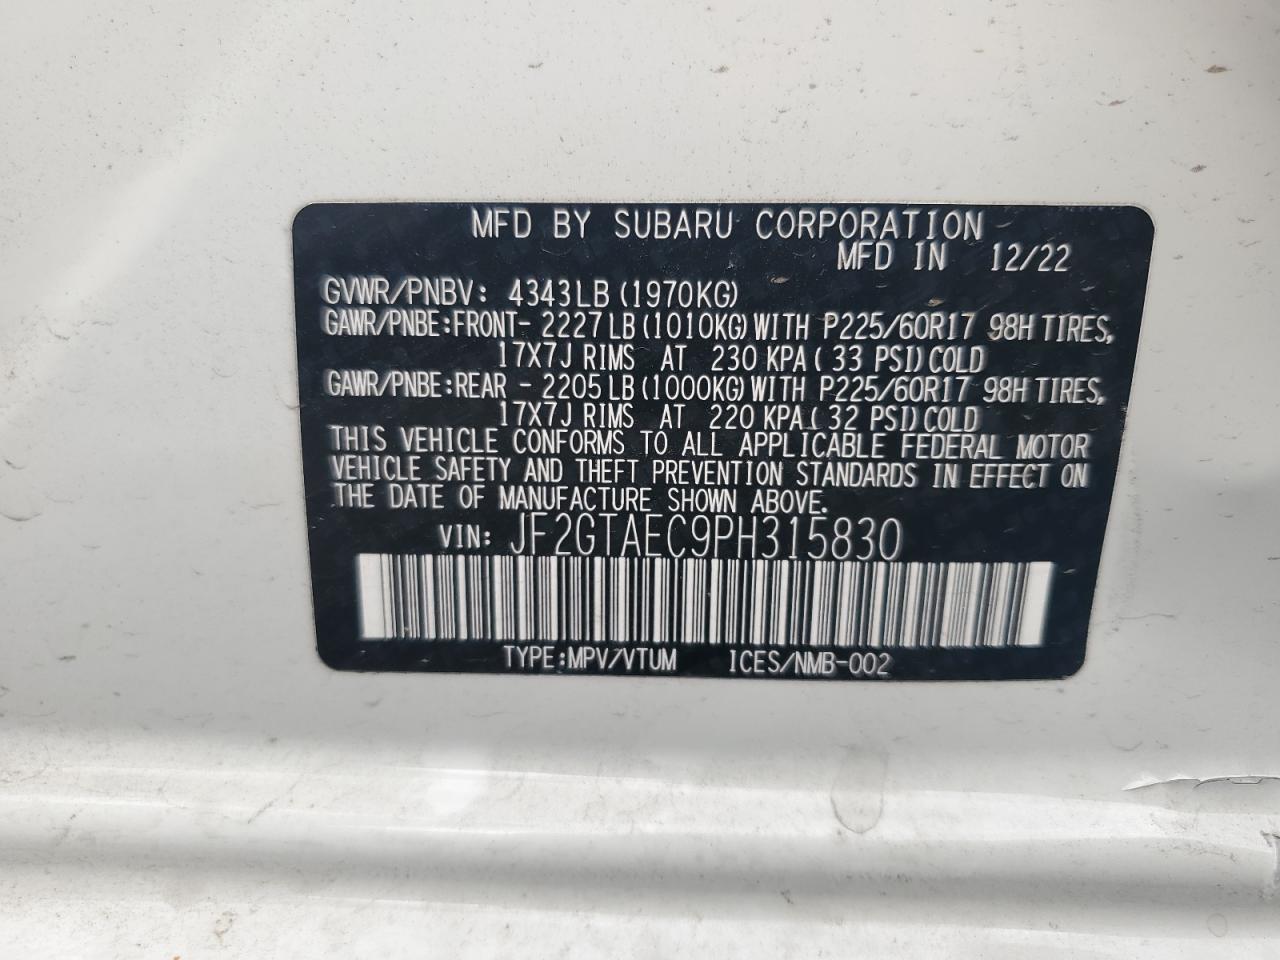 MFD BY SUBARU CORPORATION
MFD IN 12/22
GVWR/PNBV: 4343LB (1970KG)
GAWR/PNBE:FRONT- 2227LB (1010KG) WITH P225/60R17 98H TIRES,
17X7J RIMS AT 230 KPA ( 33 PSI) COLD
GAWR/PNBE:REAR - 2205LB (1000KG) WITH P225/60R17 98H TIRES,
17X7J RIMS AT 220 KPA ( 32 PSI) COLD
THIS VEHICLE CONFORMS TO ALL APPLICABLE FEDERAL MOTOR
VEHICLE SAFETY AND THEFT PREVENTION STANDARDS IN EFFECT ON
THE DATE OF MANUFACTURE SHOWN ABOVE.
VIN: JF2GTAEC9PH315830
TYPE:MPV/VTUM ICES/NMB-002